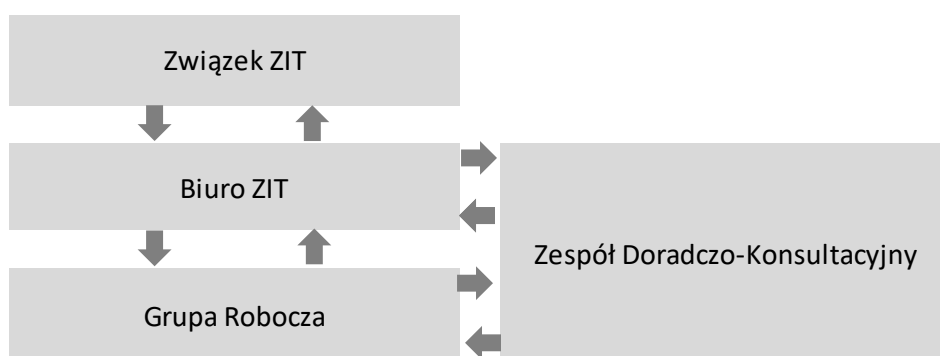 Związek ZIT
Biuro ZIT
Zespół Doradczo-Konsultacyjny
Grupa Robocza